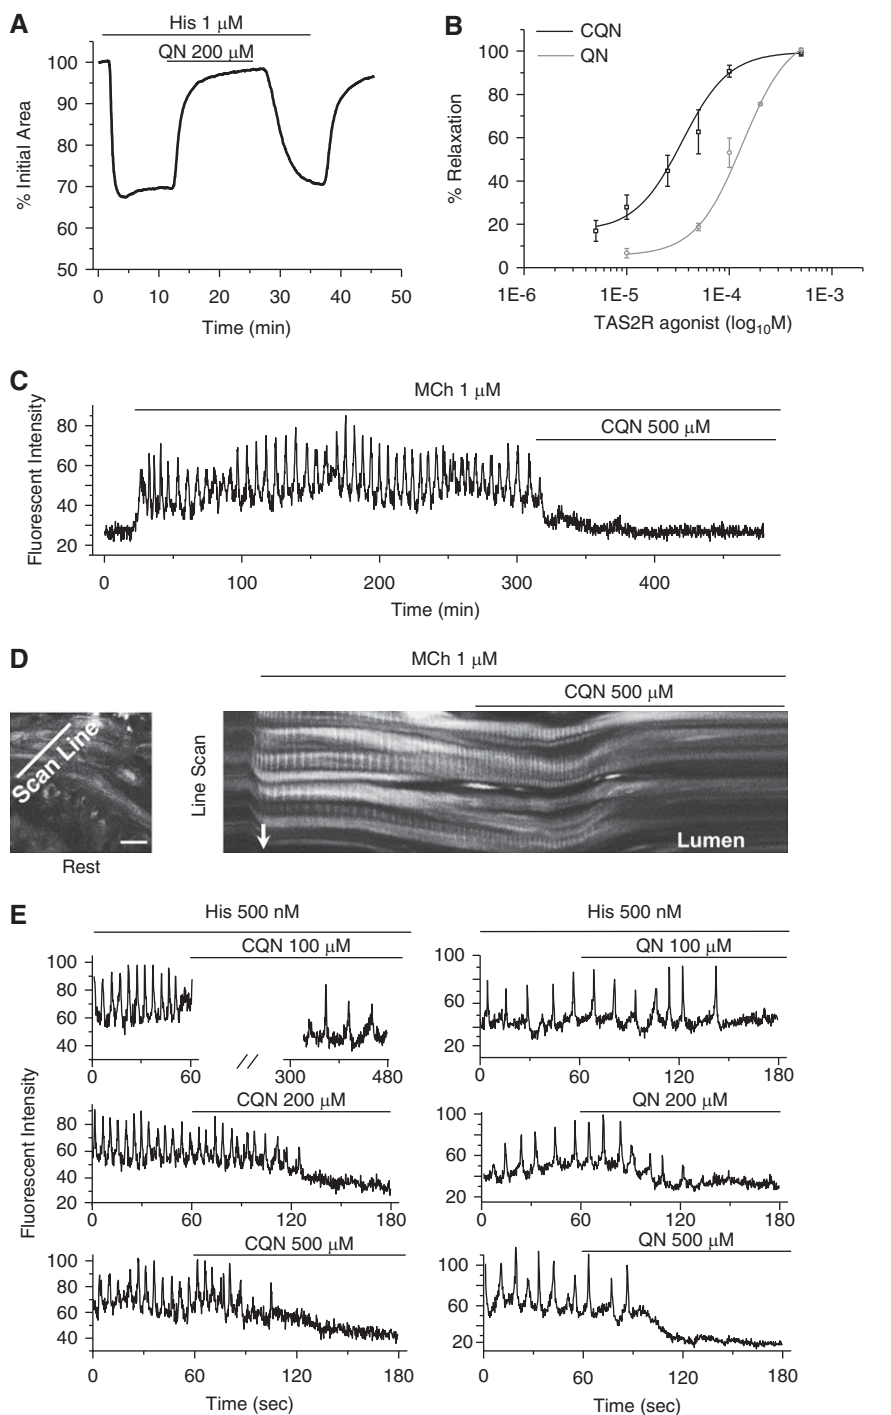 A
His 1 μM
QN 200 μM
% Initial Area
100
90
80
70
60
50
0 10 20 30 40 50
Time (min)
B
CQN
QN
% Relaxation
100
80
60
40
20
0
1E-6 1E-5 1E-4 1E-3
TAS2R agonist (log10M)
C
MCh 1 μM
CQN 500 μM
Fluorescent Intensity
80
60
40
20
0 100 200 300 400
Time (min)
D
MCh 1 μM
CQN 500 μM
Scan Line
Rest
Line Scan
Lumen
E
His 500 nM
CQN 100 μM
100
80
60
40
0 60 // 300 480
His 500 nM
QN 100 μM
100
60
20
0 60 120 180
Fluorescent Intensity
CQN 200 μM
80
60
40
20
0 60 120 180
QN 200 μM
100
60
20
0 60 120 180
CQN 500 μM
100
80
60
40
0 60 120 180
Time (sec)
QN 500 μM
100
60
20
0 60 120 180
Time (sec)